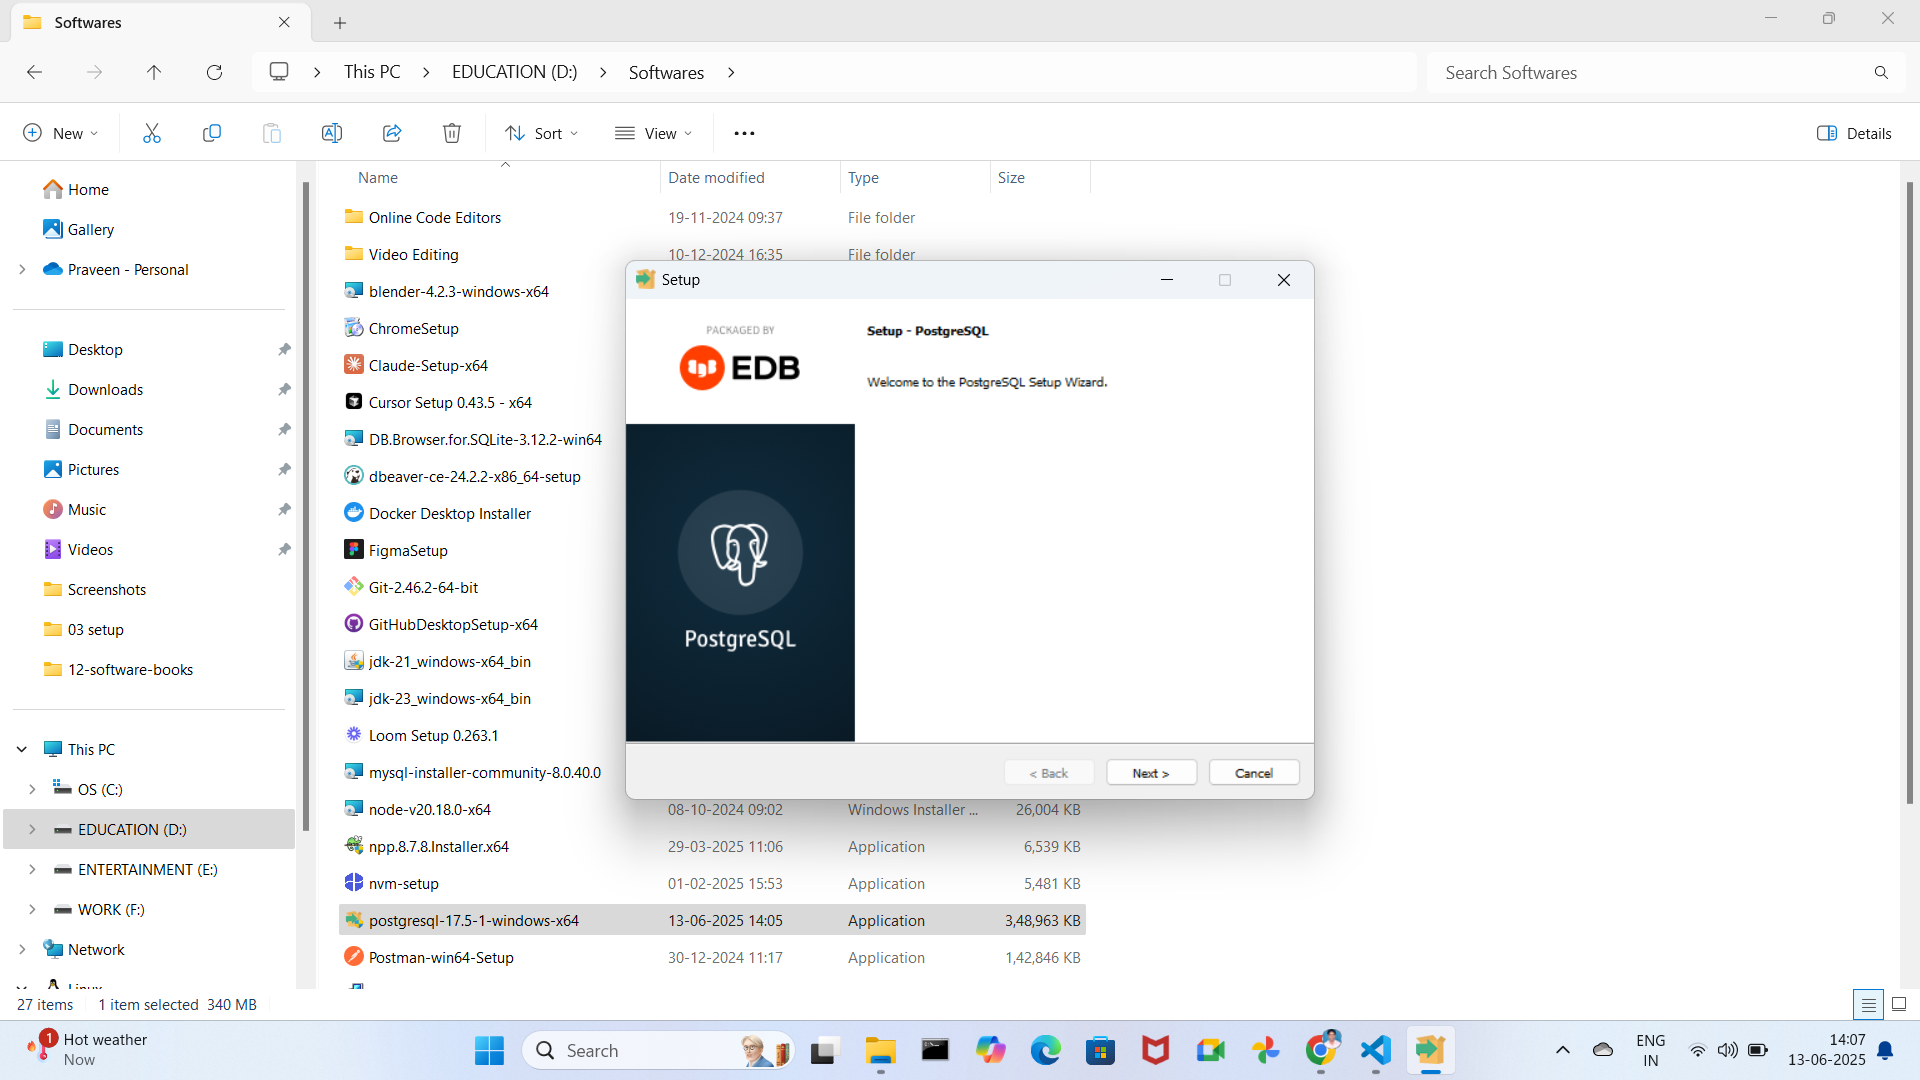 Softwares
This PC
EDUCATION (D:)
Softwares
Search Softwares
New
Sort
View
Details
Name
Date modified
Type
Size
Home
Gallery
Praveen - Personal
Desktop
Downloads
Documents
Pictures
Music
Videos
Screenshots
03 setup
12-software-books
This PC
OS (C:)
EDUCATION (D:)
ENTERTAINMENT (E:)
WORK (F:)
Network
Online Code Editors 19-11-2024 09:37 File folder
Video Editing 10-12-2024 16:35 File folder
blender-4.2.3-windows-x64
ChromeSetup
Claude-Setup-x64
Cursor Setup 0.43.5 - x64
DB.Browser.for.SQLite-3.12.2-win64
dbeaver-ce-24.2.2-x86_64-setup
Docker Desktop Installer
FigmaSetup
Git-2.46.2-64-bit
GitHubDesktopSetup-x64
jdk-21_windows-x64_bin
jdk-23_windows-x64_bin
Loom Setup 0.263.1
mysql-installer-community-8.0.40.0
node-v20.18.0-x64 08-10-2024 09:02 Windows Installer ... 26,004 KB
npp.8.7.8.Installer.x64 29-03-2025 11:06 Application 6,539 KB
nvm-setup 01-02-2025 15:53 Application 5,481 KB
postgresql-17.5-1-windows-x64 13-06-2025 14:05 Application 3,48,963 KB
Postman-win64-Setup 30-12-2024 11:17 Application 1,42,846 KB
Setup
PACKAGED BY
EDB
PostgreSQL
Setup - PostgreSQL
Welcome to the PostgreSQL Setup Wizard.
< Back
Next >
Cancel
27 items
1 item selected 340 MB
1
Hot weather
Now
Search
ENG
IN
14:07
13-06-2025